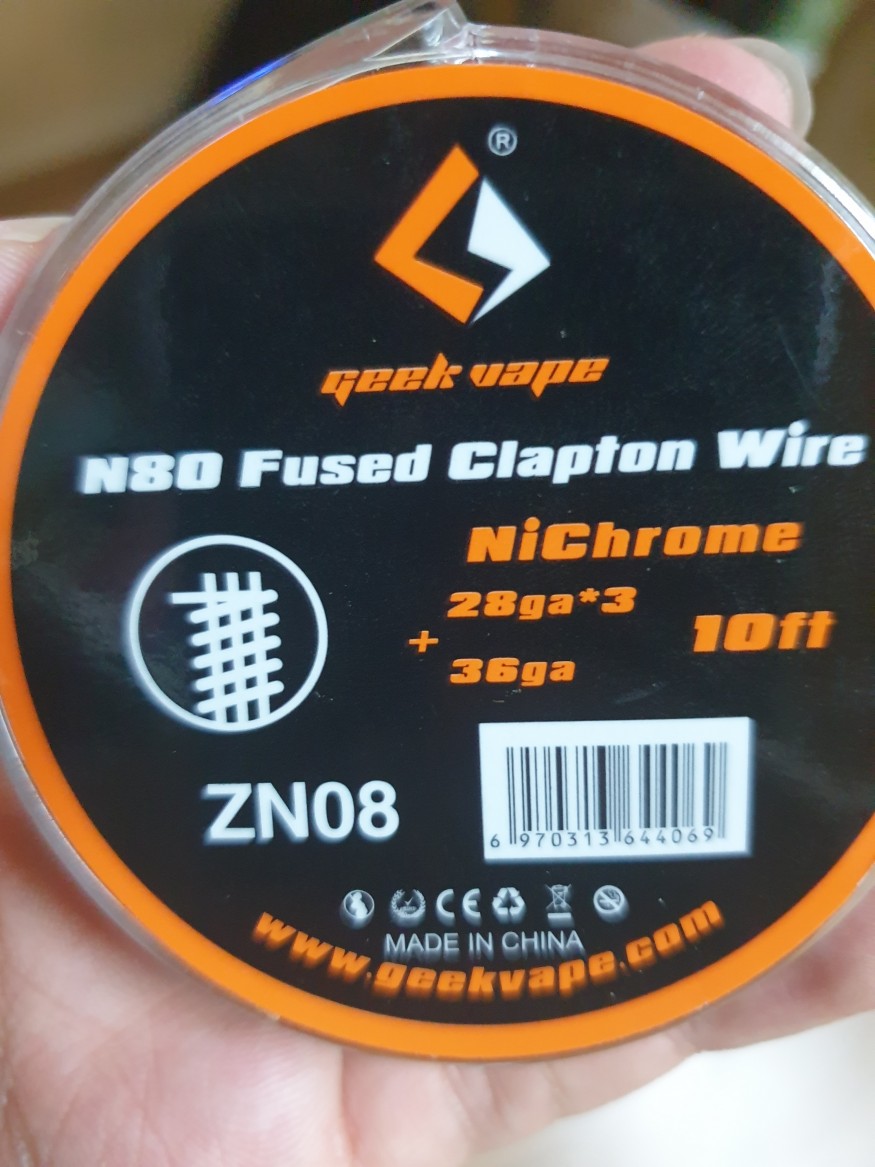 ®
geek vape
N80 Fused Clapton Wire
NiChrome
28ga*3
+
36ga
10ft
ZN08
6 970313 644069
CE
MADE IN CHINA
www.geekvape.com